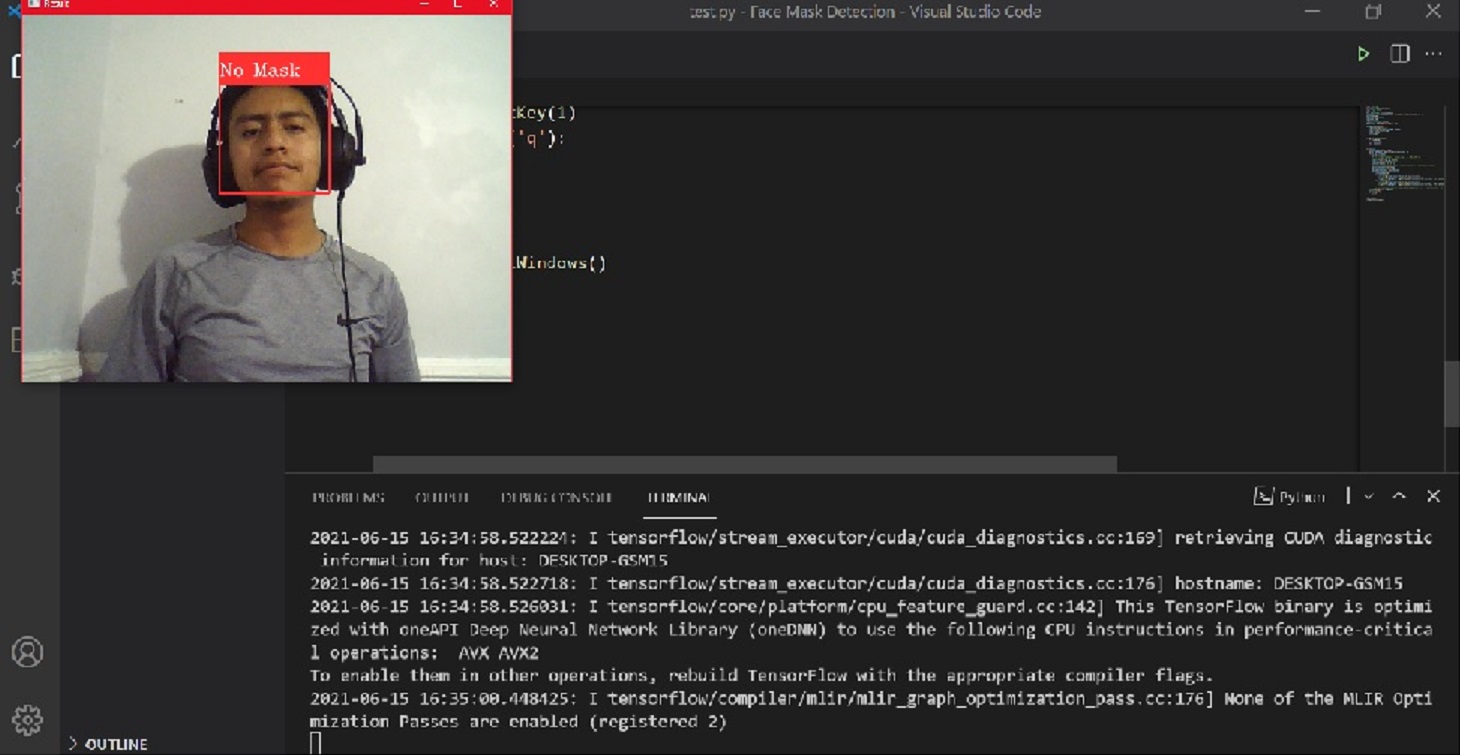 Result
test.py - Face Mask Detection - Visual Studio Code
No Mask
Key(1)
'q'):
Windows()
PROBLEMS OUTPUT DEBUG CONSOLE TERMINAL
Python
2021-06-15 16:34:58.522224: I tensorflow/stream_executor/cuda/cuda_diagnostics.cc:169] retrieving CUDA diagnostic
information for host: DESKTOP-GSM15
2021-06-15 16:34:58.522718: I tensorflow/stream_executor/cuda/cuda_diagnostics.cc:176] hostname: DESKTOP-GSM15
2021-06-15 16:34:58.526031: I tensorflow/core/platform/cpu_feature_guard.cc:142] This TensorFlow binary is optimi
zed with oneAPI Deep Neural Network Library (oneDNN) to use the following CPU instructions in performance-critica
l operations:  AVX AVX2
To enable them in other operations, rebuild TensorFlow with the appropriate compiler flags.
2021-06-15 16:35:00.448425: I tensorflow/compiler/mlir/mlir_graph_optimization_pass.cc:176] None of the MLIR Opti
mization Passes are enabled (registered 2)
OUTLINE